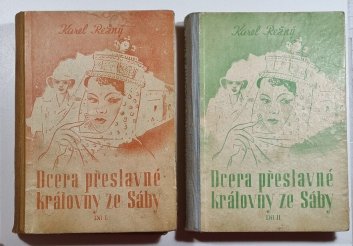 Karel Režný
Dcera přeslavné
královny ze Sáby
Díl I.
Karel Režný
Dcera přeslavné
královny ze Sáby
Díl II.